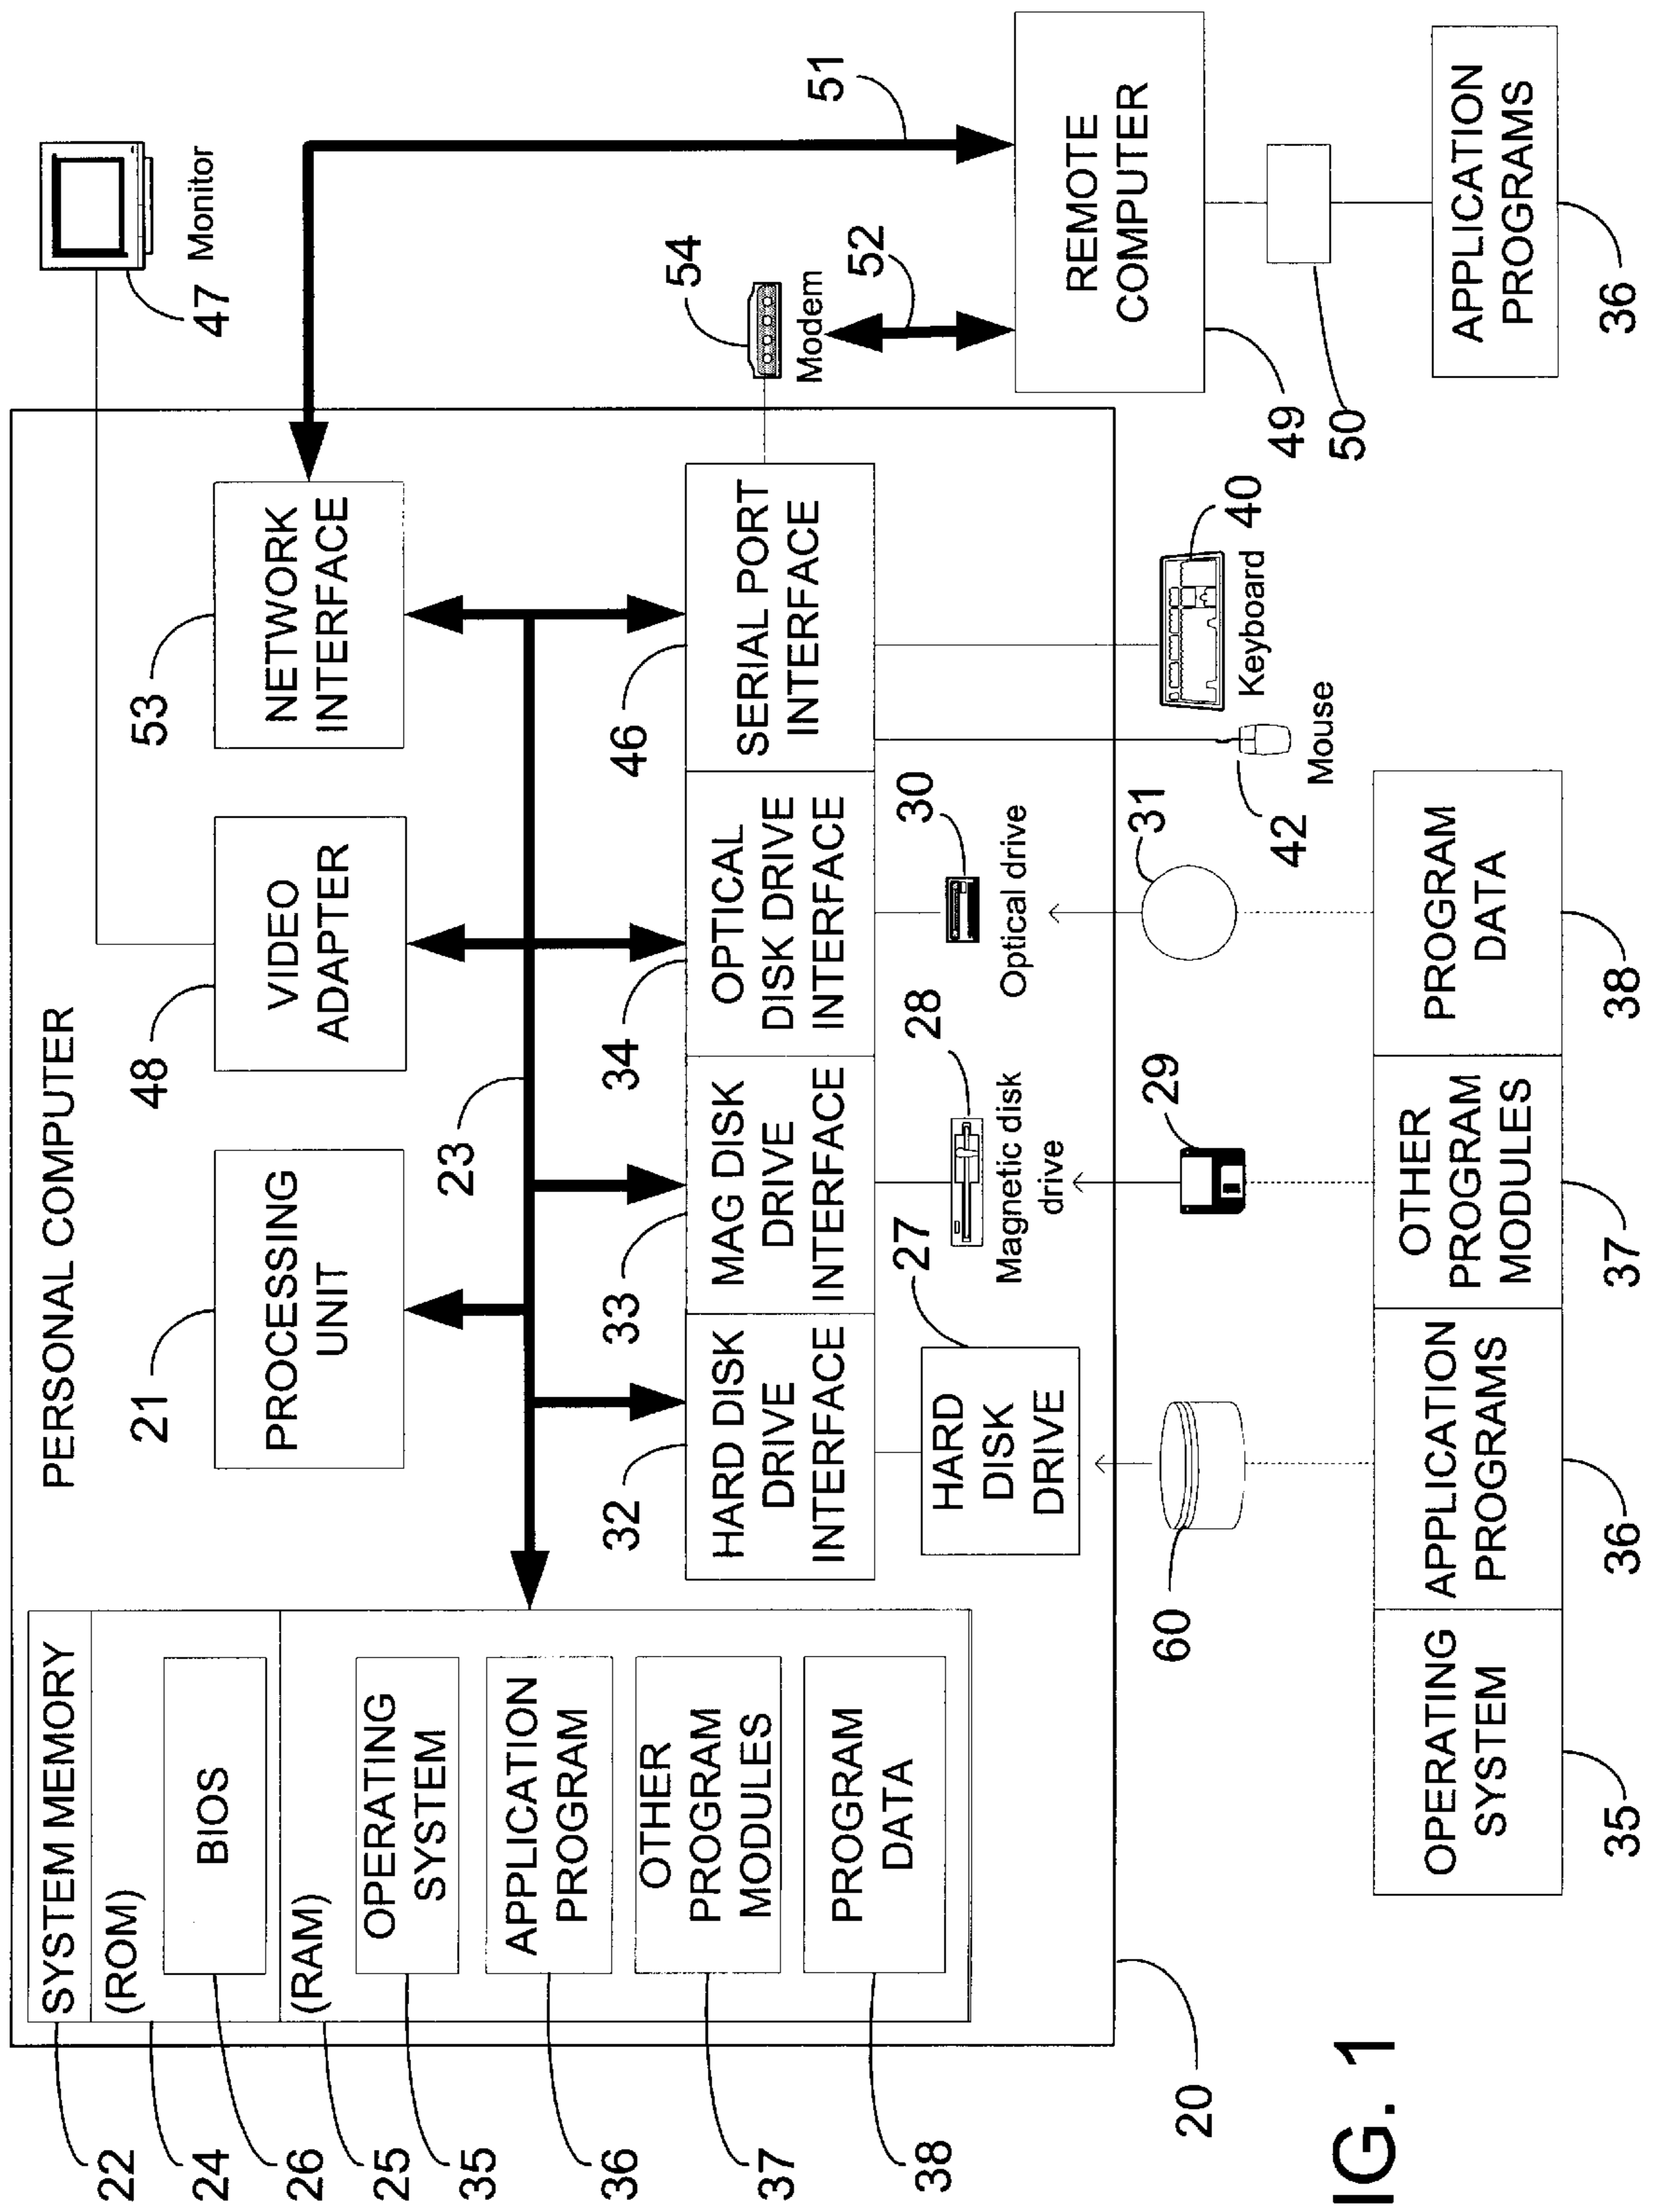 PERSONAL COMPUTER
47
Monitor
22
SYSTEM MEMORY
24
(ROM)
26
BIOS
25
(RAM)
35
OPERATING
SYSTEM
36
APPLICATION
PROGRAM
37
OTHER
PROGRAM
MODULES
38
PROGRAM
DATA
21
PROCESSING
UNIT
48
VIDEO
ADAPTER
53
NETWORK
INTERFACE
23
32
HARD DISK
DRIVE
INTERFACE
33
MAG DISK
DRIVE
INTERFACE
34
OPTICAL
DISK DRIVE
INTERFACE
46
SERIAL PORT
INTERFACE
54
Modem
52
51
27
HARD
DISK
DRIVE
28
Magnetic disk
drive
30
Optical drive
42
Mouse
40
Keyboard
REMOTE
COMPUTER
49
50
APPLICATION
PROGRAMS
36
20
60
29
31
OPERATING
SYSTEM
35
APPLICATION
PROGRAMS
36
OTHER
PROGRAM
MODULES
37
PROGRAM
DATA
38
IG. 1